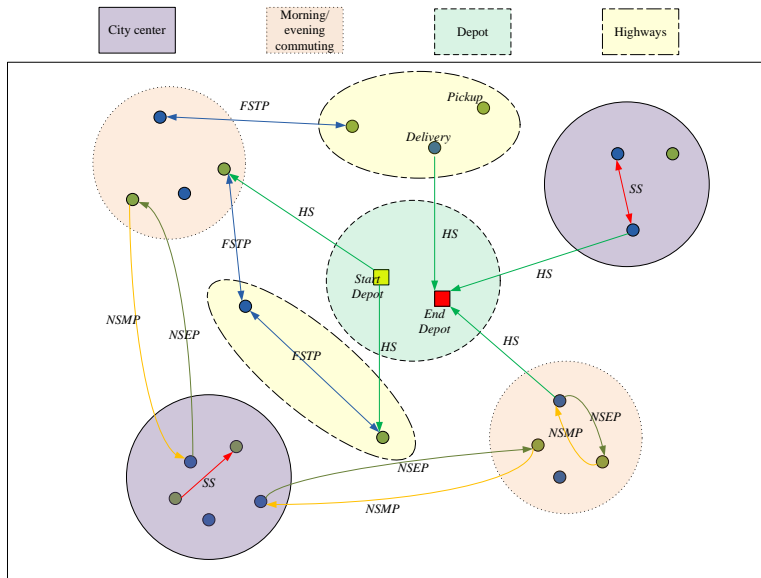 City center
Morning/
evening
commuting
Depot
Highways
Pickup
FSTP
Delivery
SS
HS
HS
FSTP
HS
Start
Depot
End
Depot
NSMP
NSEP
FSTP
HS
HS
NSEP
NSMP
NSEP
SS
NSMP